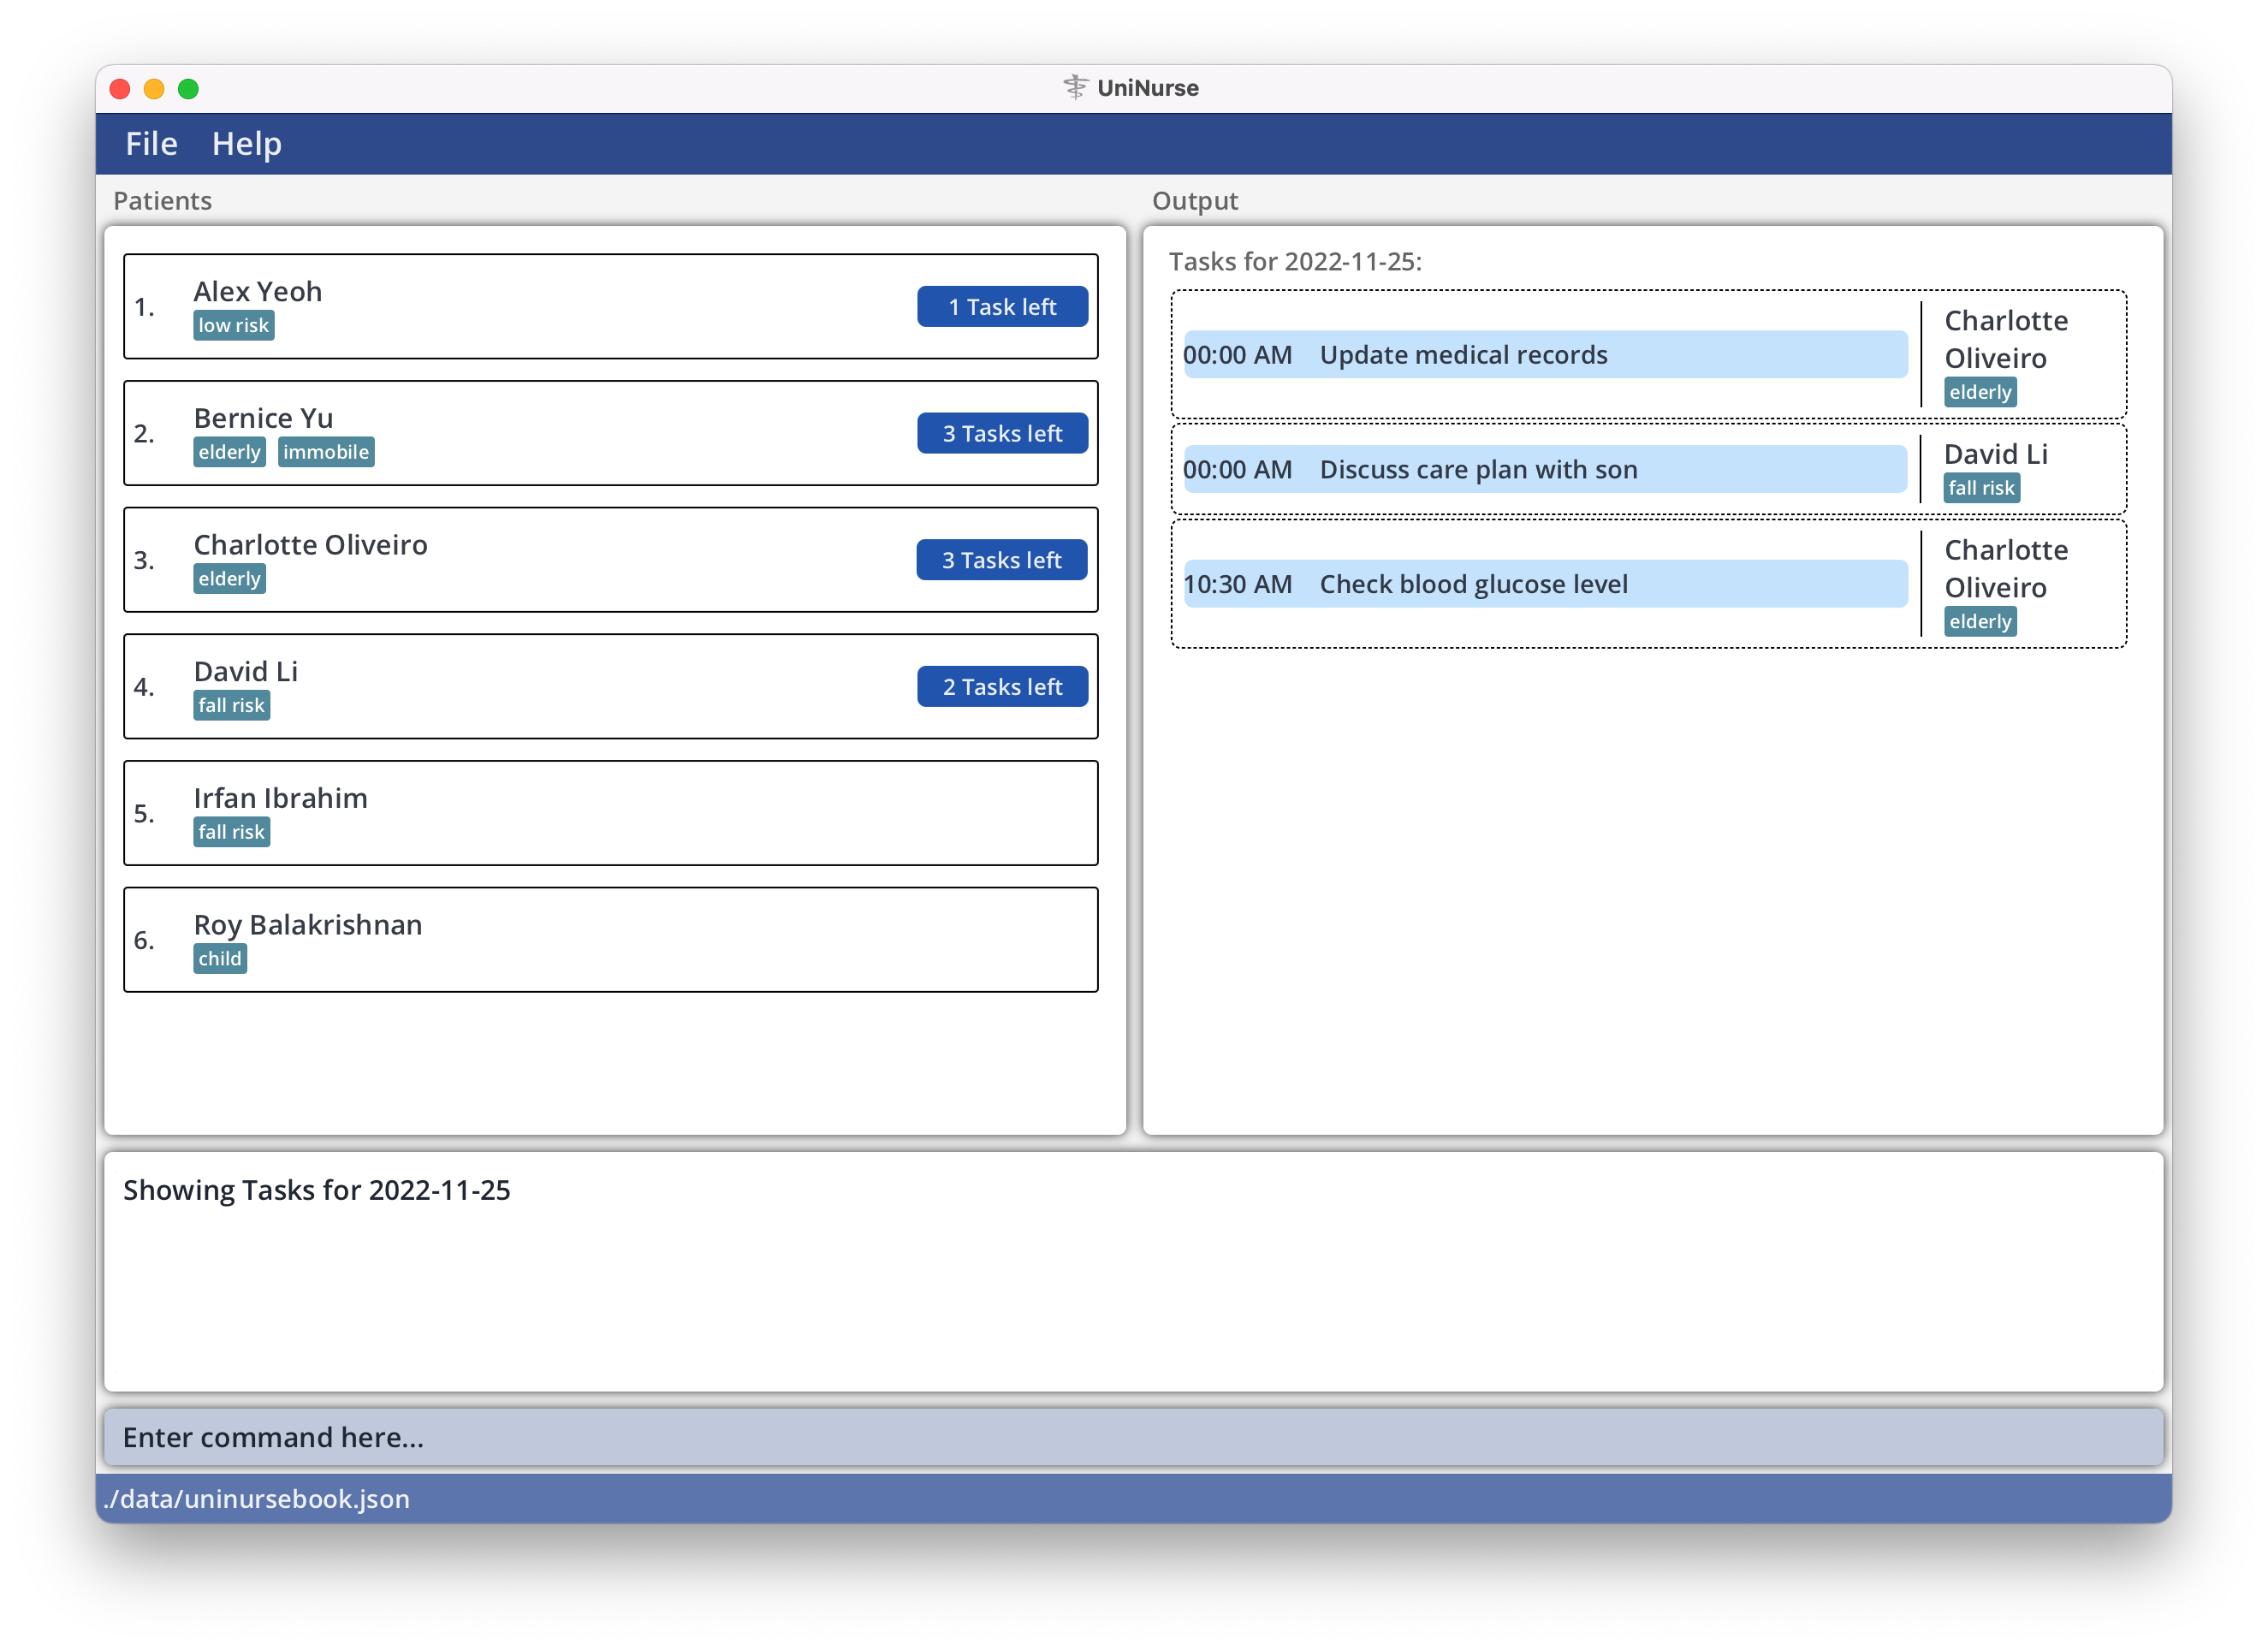 UniNurse
File Help
Patients
1.
Alex Yeoh
low risk
1 Task left
2.
Bernice Yu
elderly immobile
3 Tasks left
3.
Charlotte Oliveiro
elderly
3 Tasks left
4.
David Li
fall risk
2 Tasks left
5.
Irfan Ibrahim
fall risk
6.
Roy Balakrishnan
child
Output
Tasks for 2022-11-25:
00:00 AM Update medical records
Charlotte
Oliveiro
elderly
00:00 AM Discuss care plan with son
David Li
fall risk
10:30 AM Check blood glucose level
Charlotte
Oliveiro
elderly
Showing Tasks for 2022-11-25
Enter command here...
./data/uninursebook.json